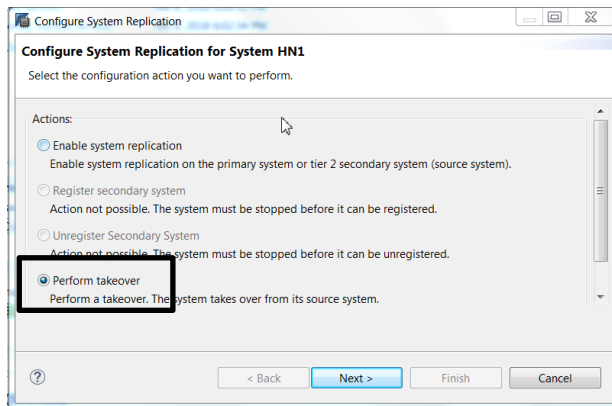 Configure System Replication
Configure System Replication for System HN1
Select the configuration action you want to perform.
Actions:
Enable system replication
Enable system replication on the primary system or tier 2 secondary system (source system).
Register secondary system
Action not possible. The system must be stopped before it can be registered.
Unregister Secondary System
Action not possible. The system must be stopped before it can be unregistered.
Perform takeover
Perform a takeover. The system takes over from its source system.
?
< Back
Next >
Finish
Cancel